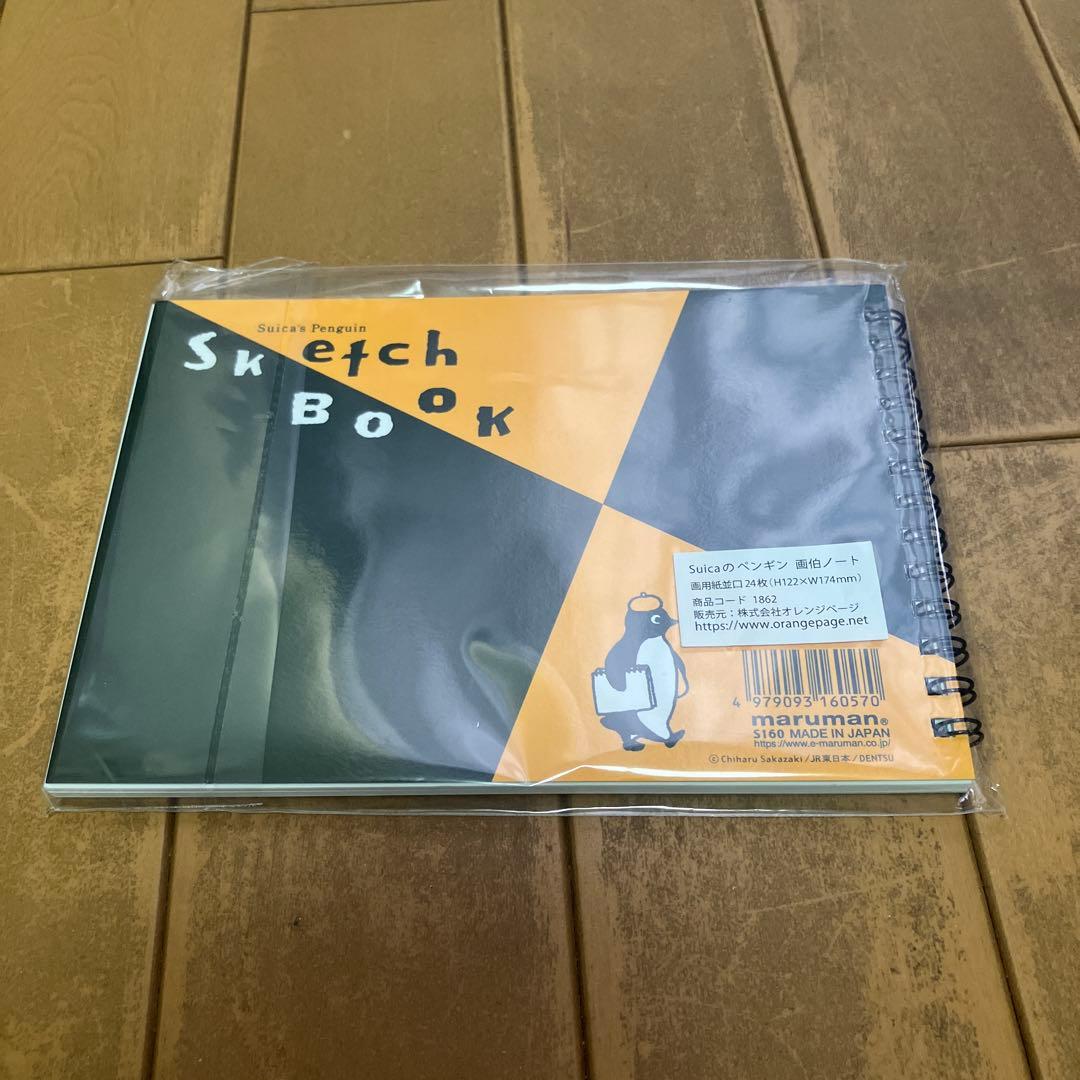 Suica's Penguin
Sketch
Book
Suicaのペンギン 画伯ノート
画用紙並口24枚(H122×W174mm)
商品コード 1862
販売元：株式会社オレンジページ
https://www.orangepage.net
4 979093 160570
maruman®
S160 MADE IN JAPAN
https://www.e-maruman.co.jp/
©Chiharu Sakazaki/JR東日本/DENTSU